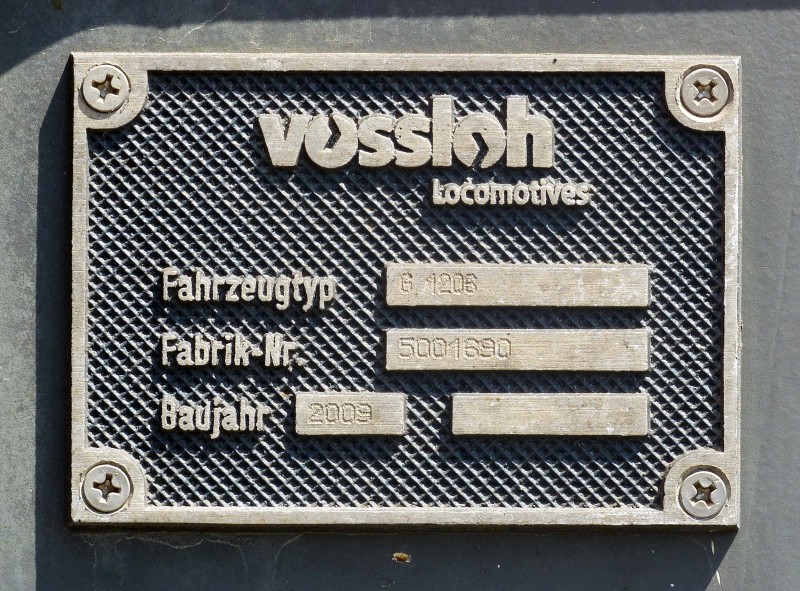 vossloh
Locomotives
Fahrzeugtyp G 1206
Fabrik-Nr. 5001690
Baujahr 2009